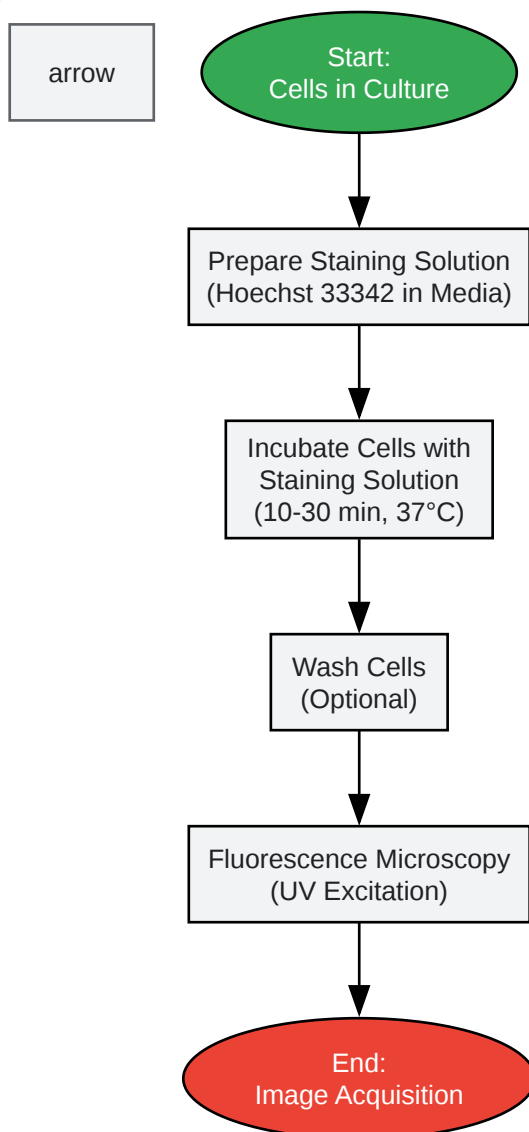 arrow
Start:
Cells in Culture
Prepare Staining Solution
(Hoechst 33342 in Media)
Incubate Cells with
Staining Solution
(10-30 min, 37°C)
Wash Cells
(Optional)
Fluorescence Microscopy
(UV Excitation)
End:
Image Acquisition